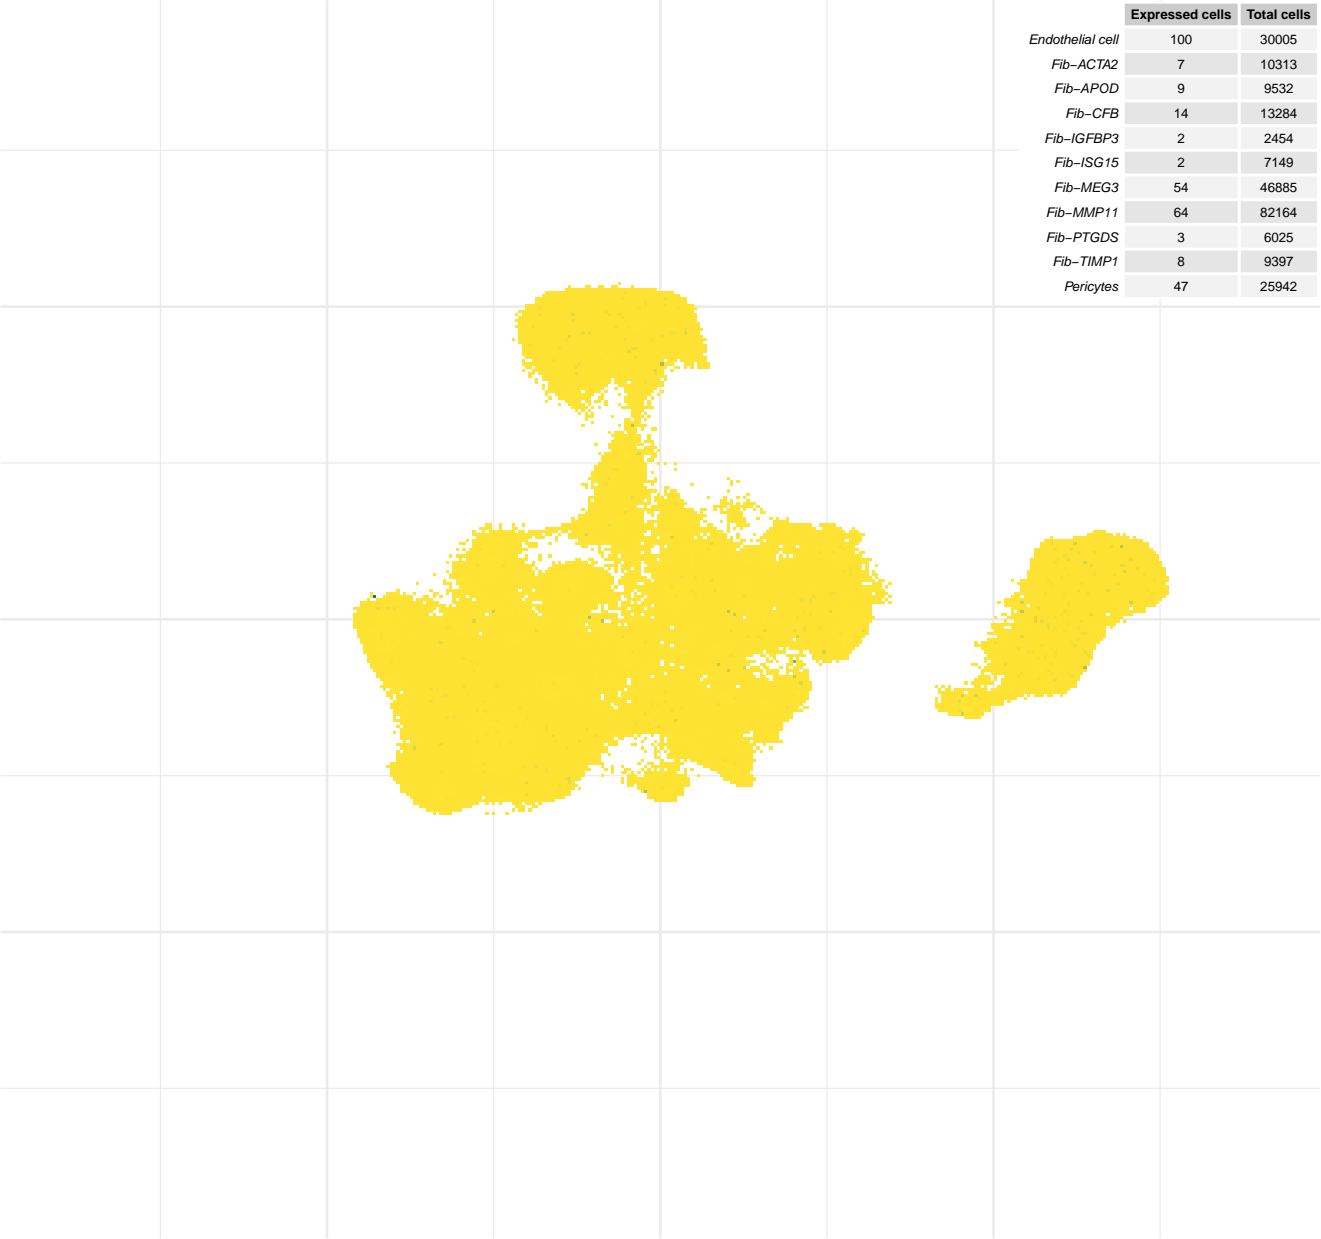 Expressed cells Total cells
Endothelial cell 100 30005
Fib−ACTA2 7 10313
Fib−APOD 9 9532
Fib−CFB 14 13284
Fib−IGFBP3 2 2454
Fib−ISG15 2 7149
Fib−MEG3 54 46885
Fib−MMP11 64 82164
Fib−PTGDS 3 6025
Fib−TIMP1 8 9397
Pericytes 47 25942